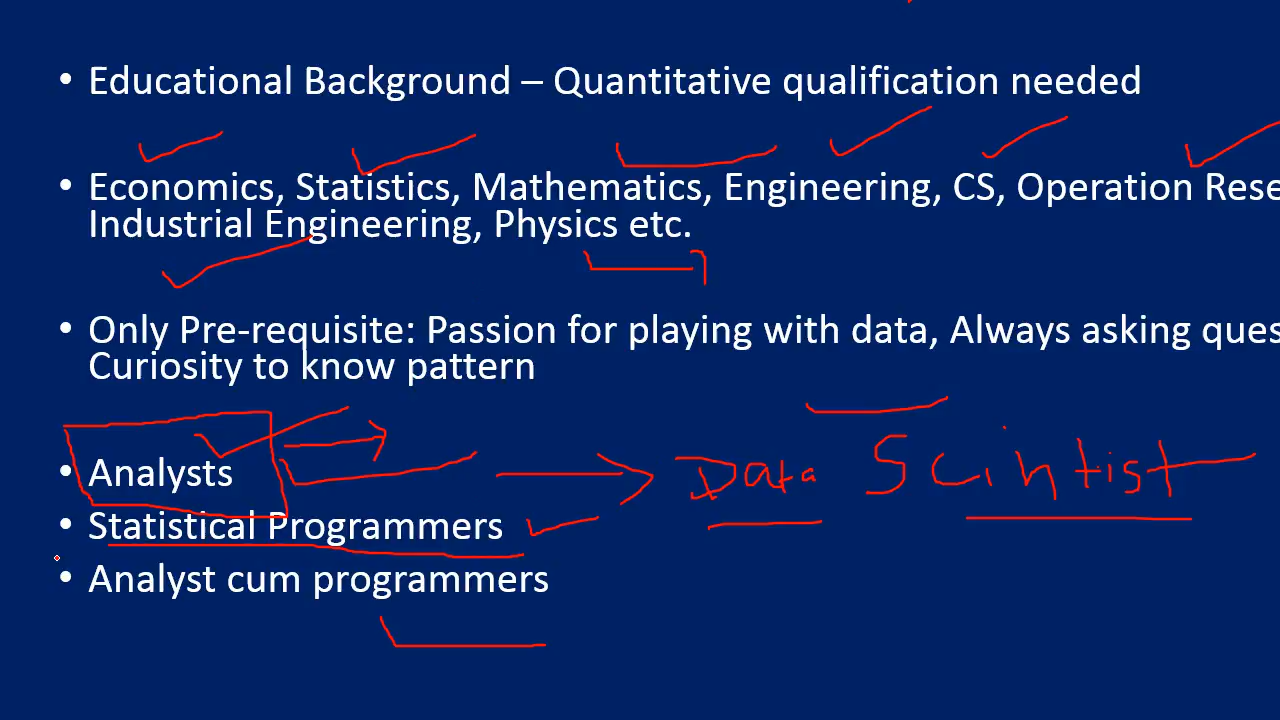 • Educational Background – Quantitative qualification needed
• Economics, Statistics, Mathematics, Engineering, CS, Operation Rese
Industrial Engineering, Physics etc.
• Only Pre-requisite: Passion for playing with data, Always asking ques
Curiosity to know pattern
• Analysts
Data Scintist
• Statistical Programmers
• Analyst cum programmers